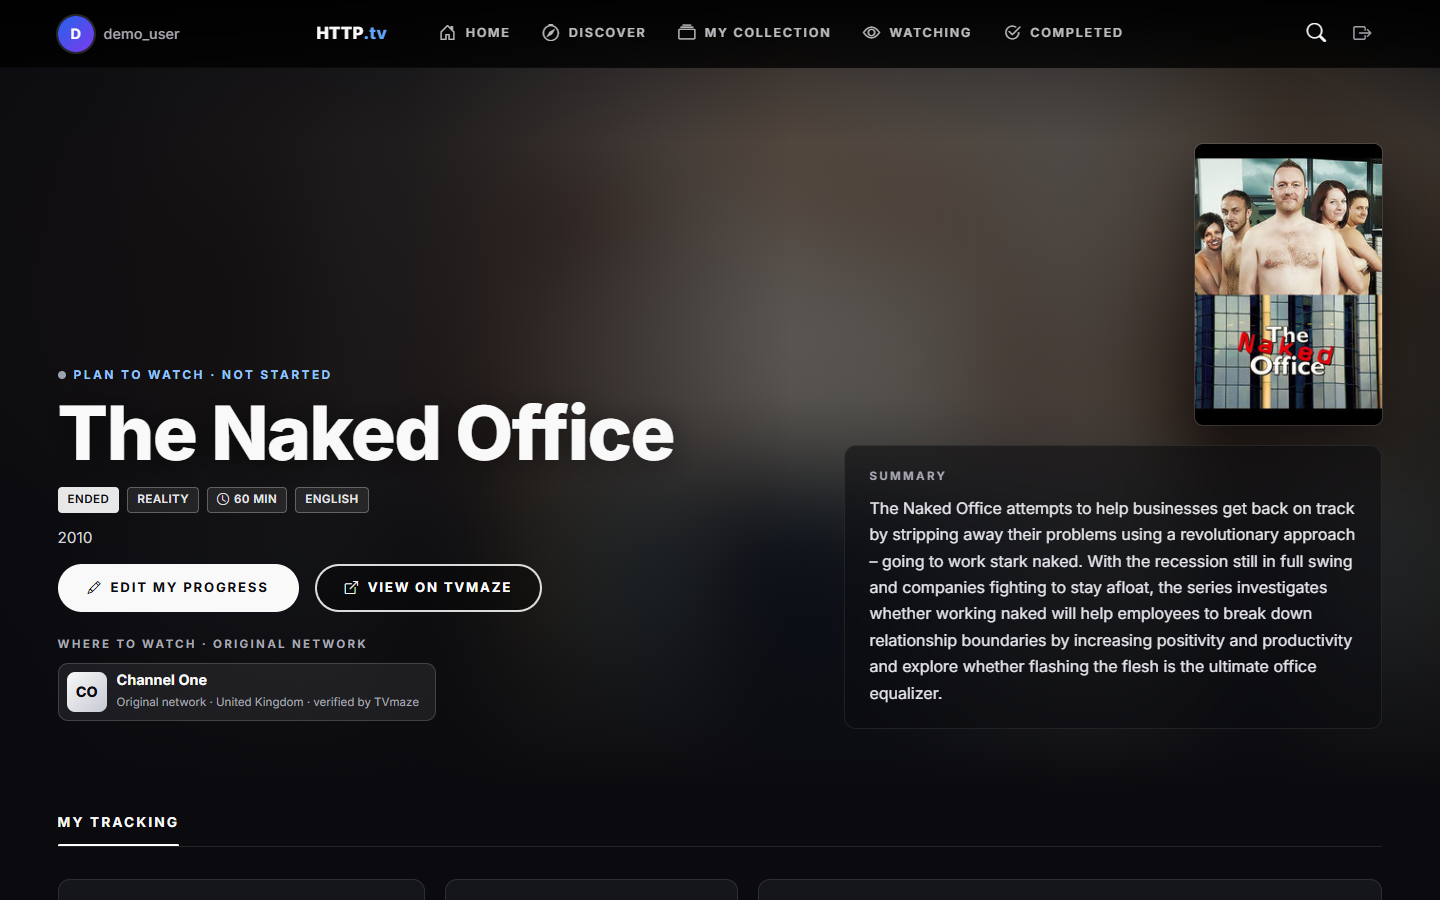 D demo_user HTTP.tv HOME DISCOVER MY COLLECTION WATCHING COMPLETED
PLAN TO WATCH · NOT STARTED
The Naked Office
ENDED REALITY 60 MIN ENGLISH
2010
EDIT MY PROGRESS VIEW ON TVMAZE
WHERE TO WATCH · ORIGINAL NETWORK
CO Channel One
Original network · United Kingdom · verified by TVmaze
The
Naked
Office
SUMMARY
The Naked Office attempts to help businesses get back on track
by stripping away their problems using a revolutionary approach
– going to work stark naked. With the recession still in full swing
and companies fighting to stay afloat, the series investigates
whether working naked will help employees to break down
relationship boundaries by increasing positivity and productivity
and explore whether flashing the flesh is the ultimate office
equalizer.
MY TRACKING